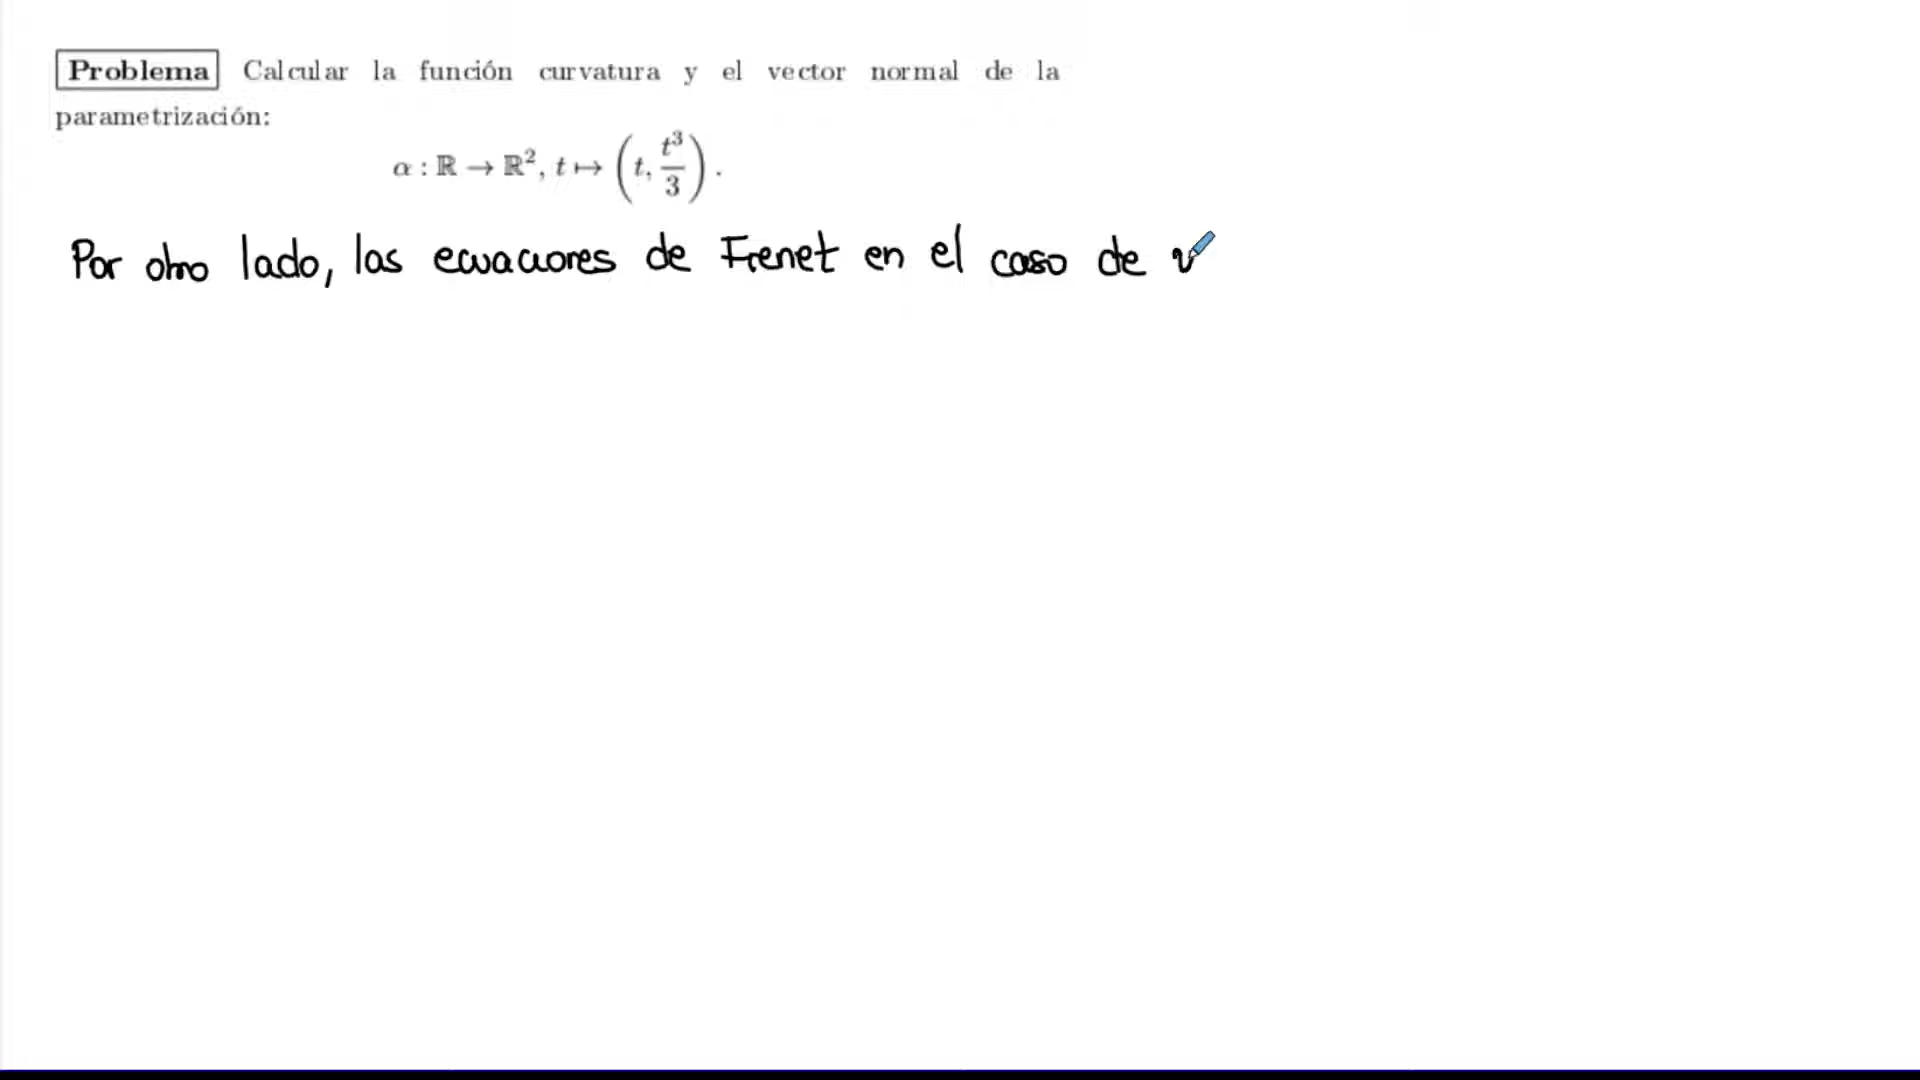 Problema Calcular la función curvatura y el vector normal de la
parametrización:
α : ℝ → ℝ², t ↦ (t, t³/3).
Por otro lado, las ecuaciones de Frenet en el caso de v